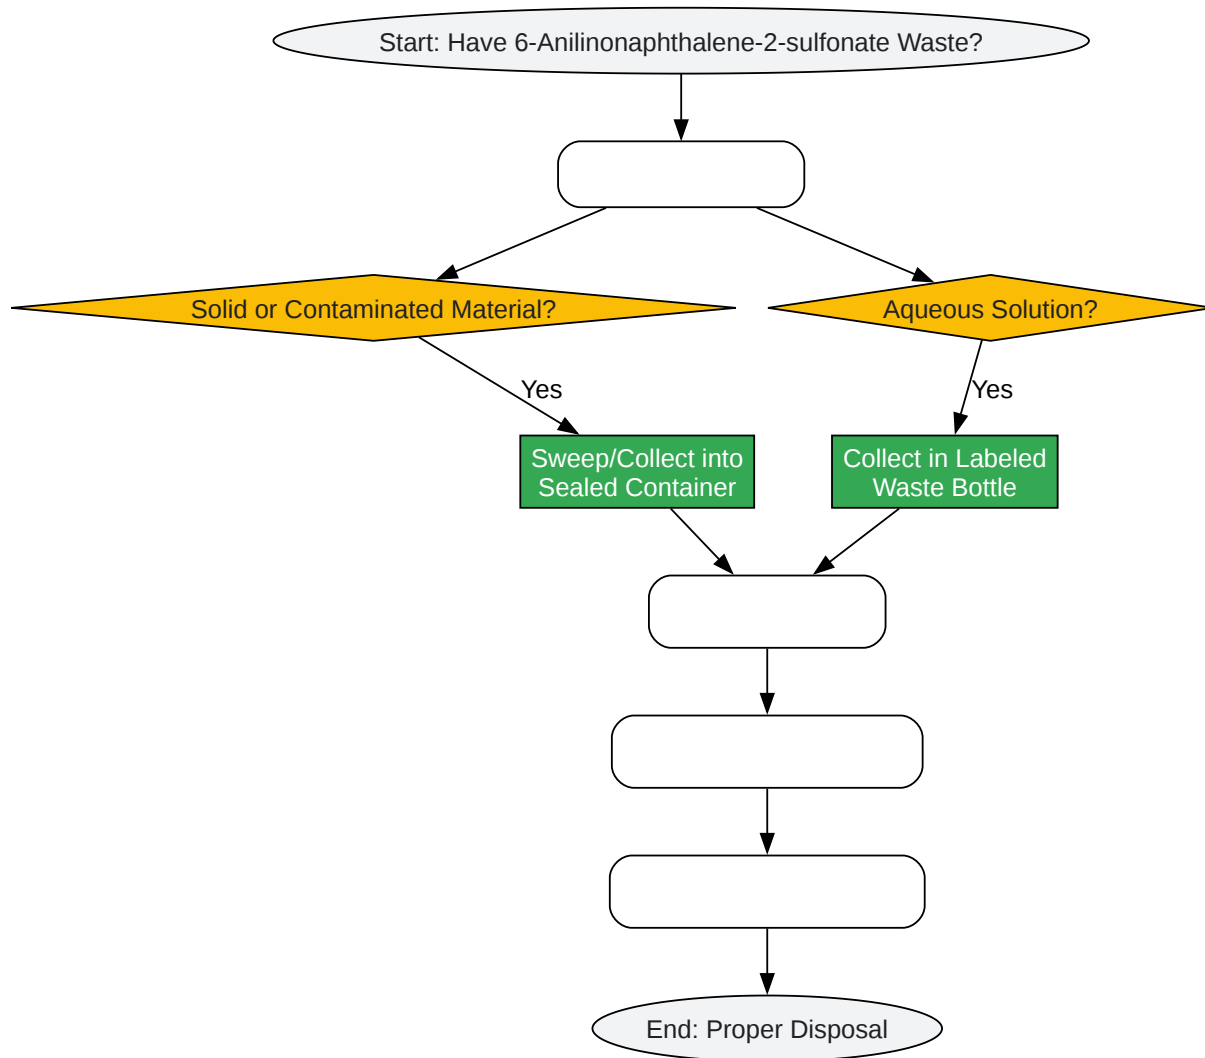 Start: Have 6-Anilinonaphthalene-2-sulfonate Waste?
Solid or Contaminated Material?
Aqueous Solution?
Yes
Yes
Sweep/Collect into
Sealed Container
Collect in Labeled
Waste Bottle
End: Proper Disposal